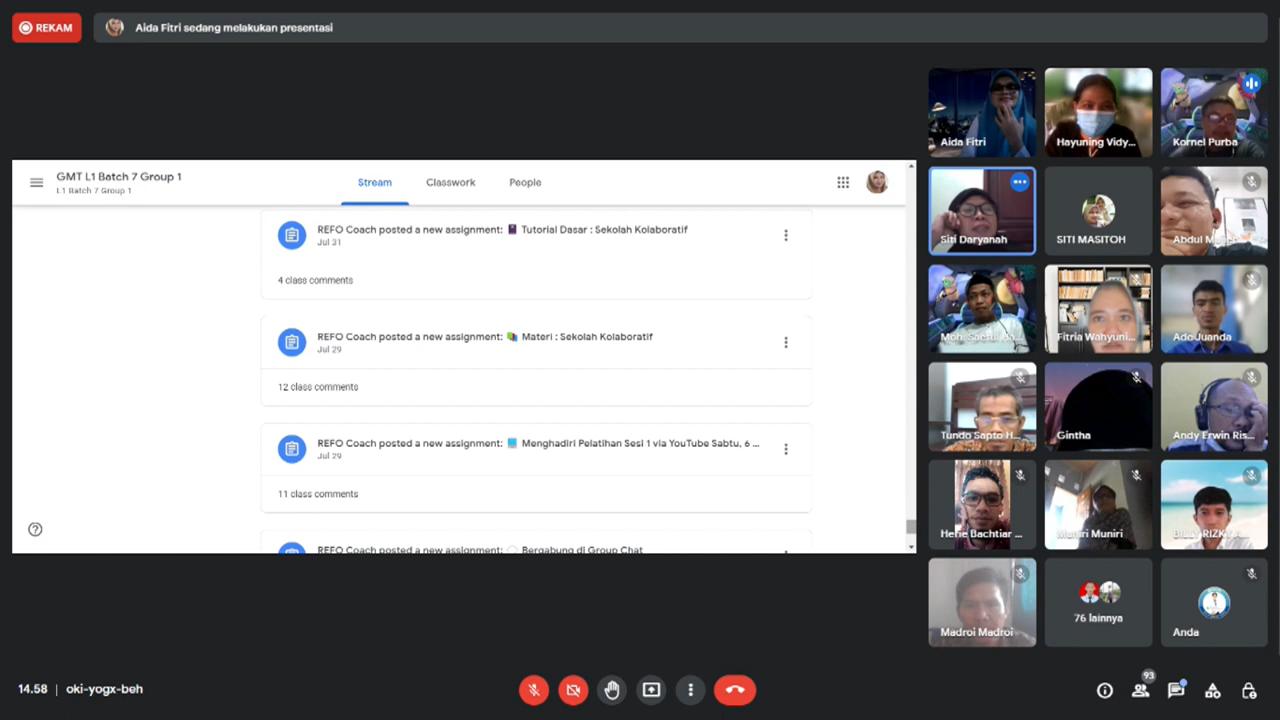 REKAM
Aida Fitri sedang melakukan presentasi
GMT L1 Batch 7 Group 1
L1 Batch 7 Group 1
Stream
Classwork
People
REFO Coach posted a new assignment: Tutorial Dasar : Sekolah Kolaboratif
Jul 31
4 class comments
REFO Coach posted a new assignment: Materi : Sekolah Kolaboratif
Jul 29
12 class comments
REFO Coach posted a new assignment: Menghadiri Pelatihan Sesi 1 via YouTube Sabtu, 6 ...
Jul 29
11 class comments
REFO Coach posted a new assignment: Bergabung di Group Chat
Aida Fitri
Hayuning Vidy...
Kornel Purba
Siti Daryanah
SITI MASITOH
Abdul
Moh
Fitria Wahyuni...
Ade Juanda
Tundo Sapto H...
Gintha
Andy Erwin Ris...
Herie Bachtiar ...
Muniri Muniri
RIZKY
Madroi Madroi
76 lainnya
Anda
14.58 | oki-yogx-beh
93